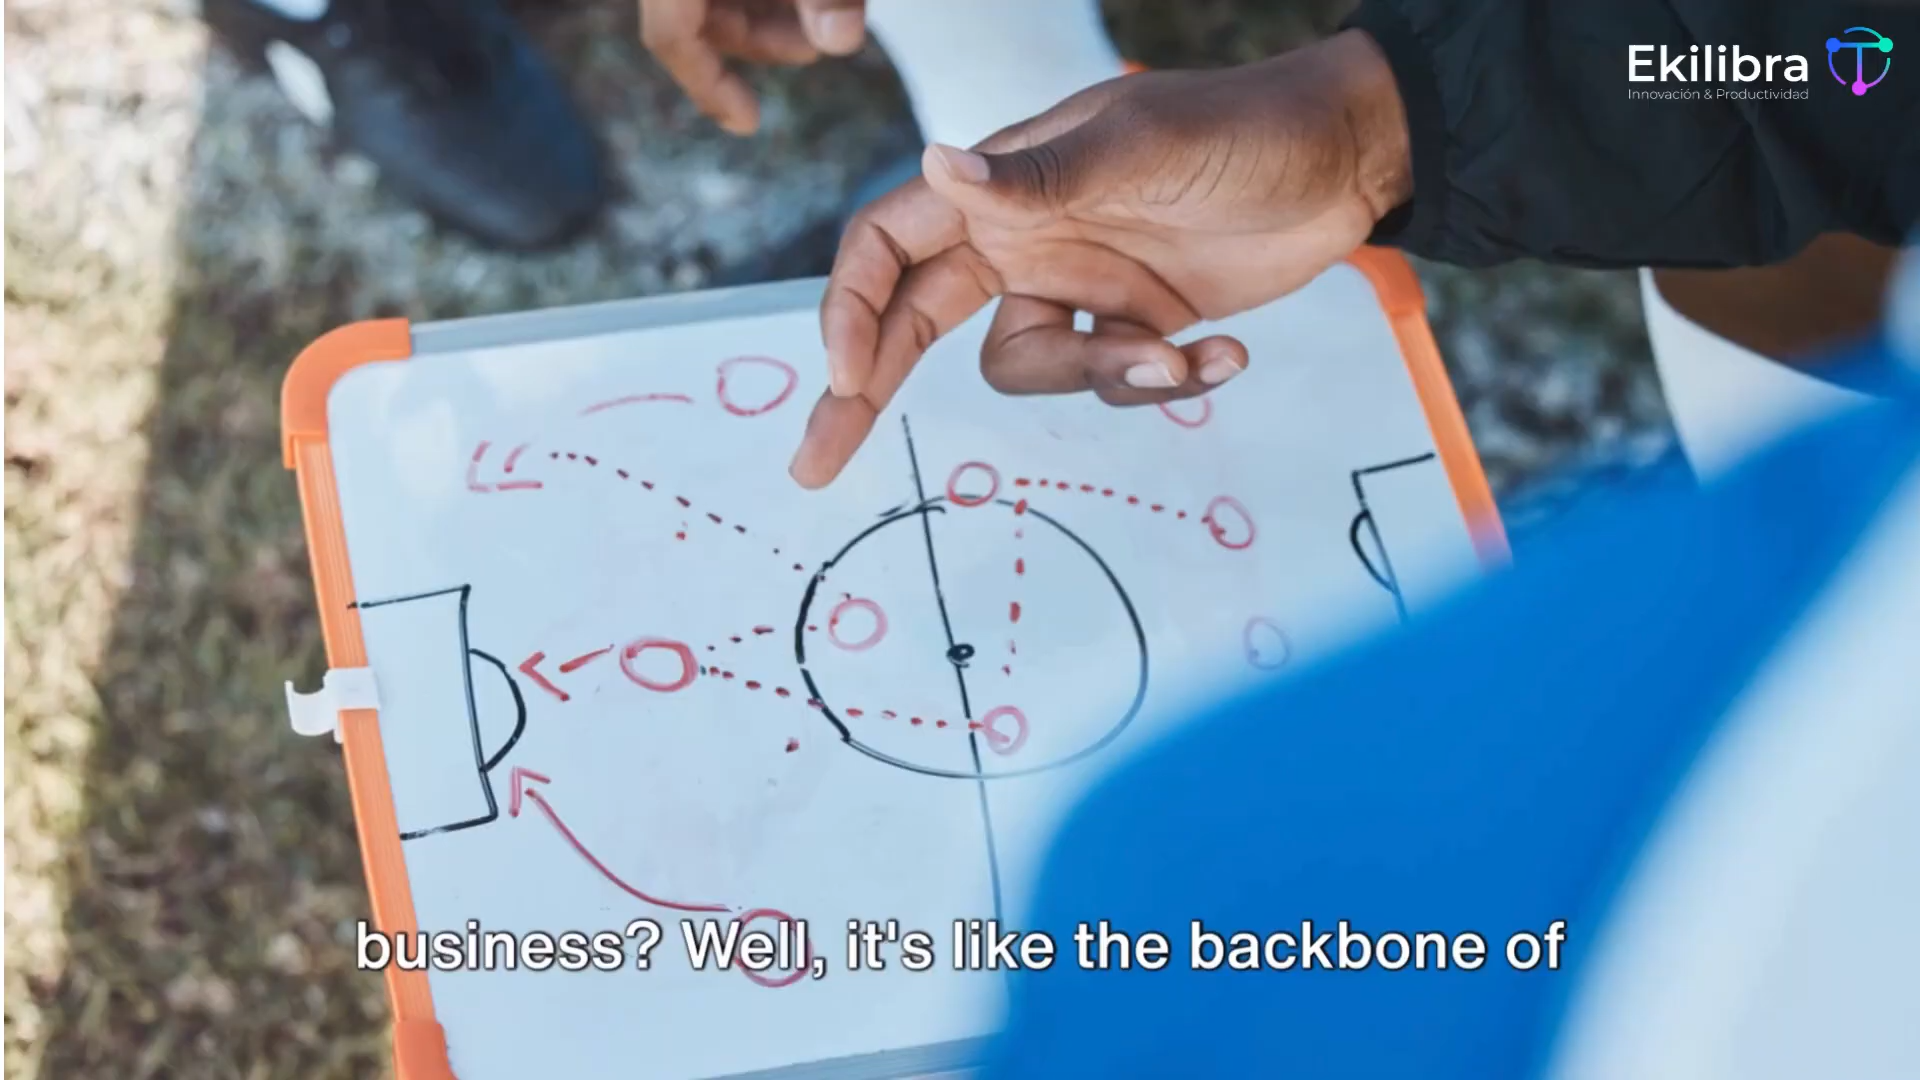 Ekilibra
Innovación & Productividad
business? Well, it's like the backbone of